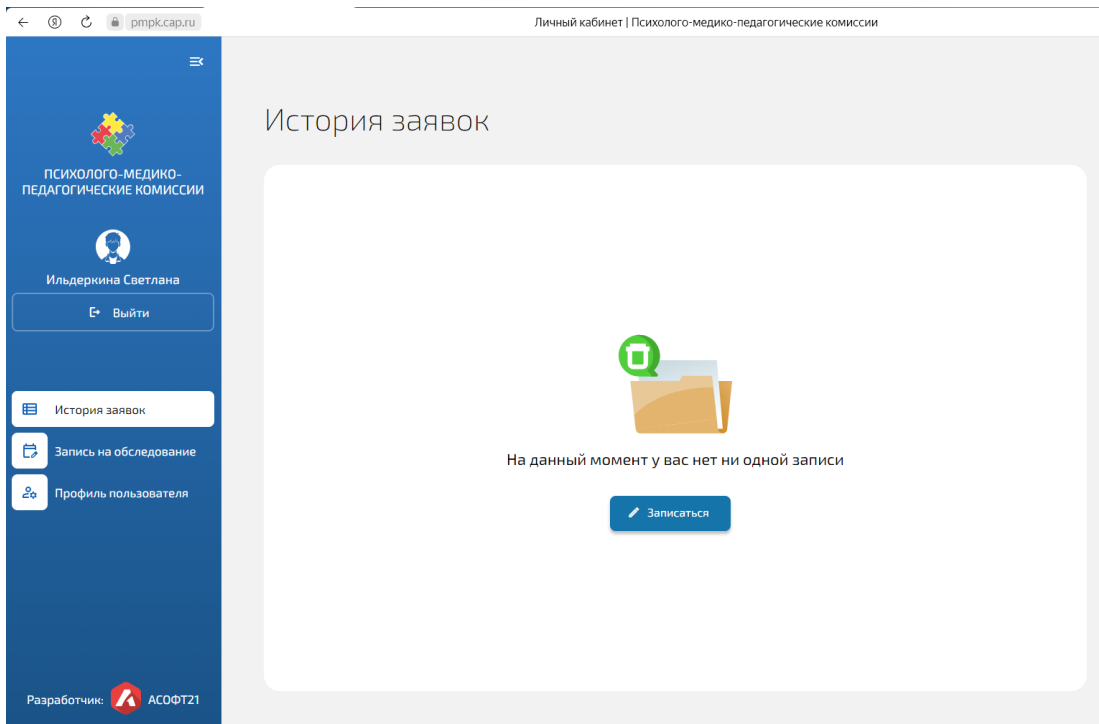 pmpk.cap.ru
Личный кабинет | Психолого-медико-педагогические комиссии
ПСИХОЛОГО-МЕДИКО-
ПЕДАГОГИЧЕСКИЕ КОМИССИИ
Ильдеркина Светлана
Выйти
История заявок
Запись на обследование
Профиль пользователя
Разработчик: АСОФТ21
История заявок
На данный момент у вас нет ни одной записи
Записаться